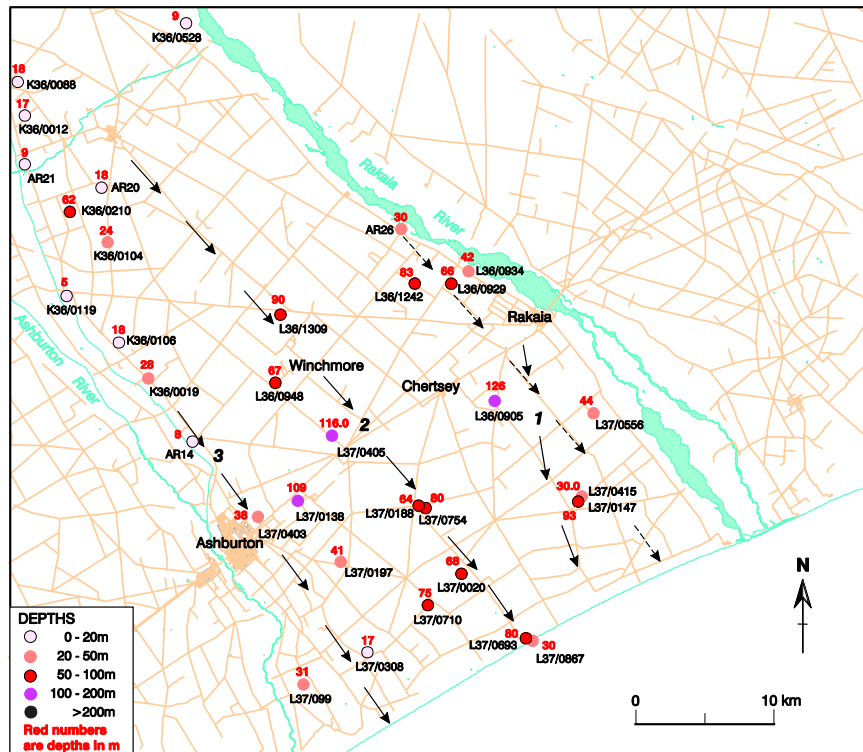 9
K36/0528
18
K36/0088
17
K36/0012
9
AR21
18
AR20
62
K36/0210
24
K36/0104
5
K36/0119
18
K36/0106
28
K36/0019
Ashburton
River
Rakaia
River
30
AR26
42
L36/0934
83
L36/1242
66
L36/0929
90
L36/1309
Rakaia
67
L36/0948
Winchmore
Chertsey
126
L36/0905
1
44
L37/0556
116.0
2
L37/0405
8
AR14
3
109
L37/0138
36
L37/0403
Ashburton
64
80
L37/0188
L37/0754
30.0
L37/0415
L37/0147
93
41
L37/0197
68
L37/0020
75
L37/0710
80
L37/0693
30
L37/0867
17
L37/0308
31
L37/099
N
DEPTHS
0 - 20m
20 - 50m
50 - 100m
100 - 200m
>200m
Red numbers
are depths in m
0
10 km